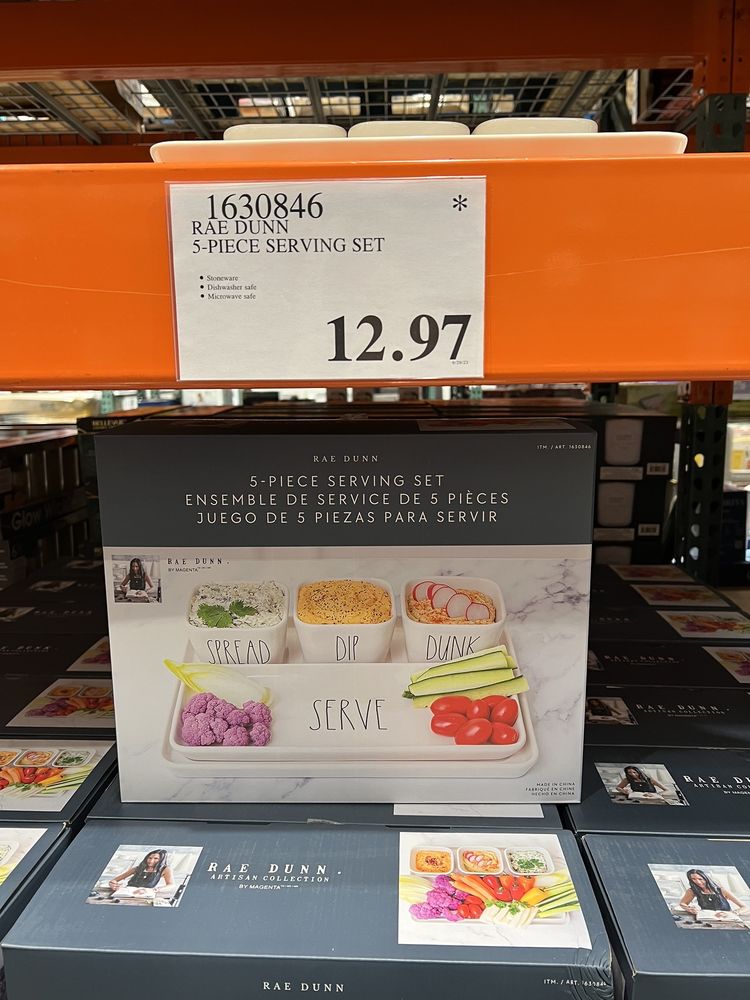 1630846
*
RAE DUNN
5-PIECE SERVING SET
• Stoneware
• Dishwasher safe
• Microwave safe
12.97
RAE DUNN
ITM. / ART. 1630846
5-PIECE SERVING SET
ENSEMBLE DE SERVICE DE 5 PIÈCES
JUEGO DE 5 PIEZAS PARA SERVIR
RAE DUNN.
BY MAGENTA
SPREAD
DIP
DUNK
SERVE
MADE IN CHINA
FABRIQUÉ EN CHINE
HECHO EN CHINA
RAE DUNN.
ARTISAN COLLECTION
BY MAGENTA
RAE DUNN